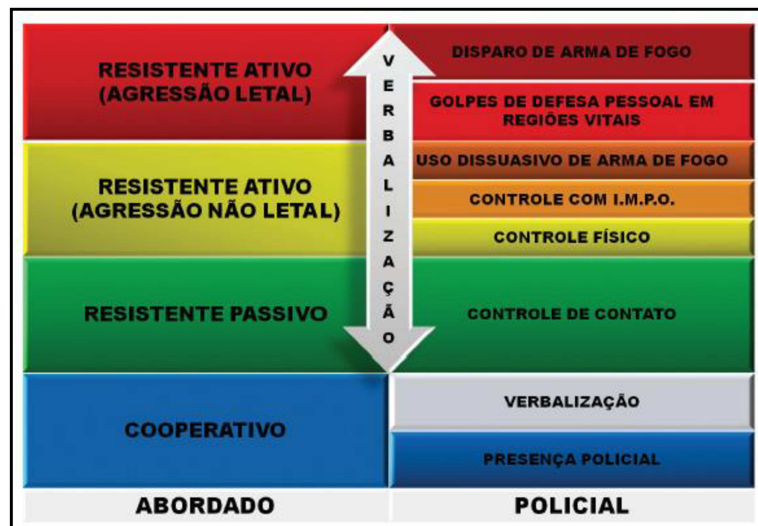 RESISTENTE ATIVO
(AGRESSÃO LETAL)
RESISTENTE ATIVO
(AGRESSÃO NÃO LETAL)
RESISTENTE PASSIVO
COOPERATIVO
ABORDADO
VERBALIZAÇÃO
DISPARO DE ARMA DE FOGO
GOLPES DE DEFESA PESSOAL EM
REGIÕES VITAIS
USO DISSUASIVO DE ARMA DE FOGO
CONTROLE COM I.M.P.O.
CONTROLE FÍSICO
CONTROLE DE CONTATO
VERBALIZAÇÃO
PRESENÇA POLICIAL
POLICIAL